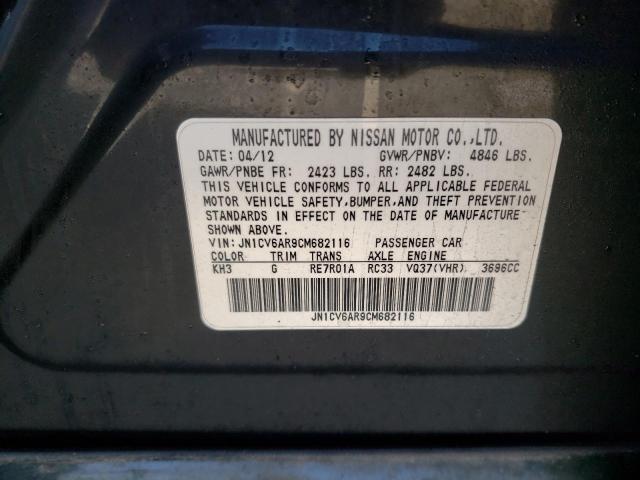 MANUFACTURED BY NISSAN MOTOR CO.,LTD.
DATE: 04/12 GVWR/PNBV: 4846 LBS.
GAWR/PNBE FR: 2423 LBS. RR: 2482 LBS.
THIS VEHICLE CONFORMS TO ALL APPLICABLE FEDERAL
MOTOR VEHICLE SAFETY,BUMPER,AND THEFT PREVENTION
STANDARDS IN EFFECT ON THE DATE OF MANUFACTURE
SHOWN ABOVE.
VIN: JN1CV6AR9CM682116 PASSENGER CAR
COLOR TRIM TRANS AXLE ENGINE
KH3 G RE7R01A RC33 VQ37(VHR) 3696CC
JN1CV6AR9CM682116